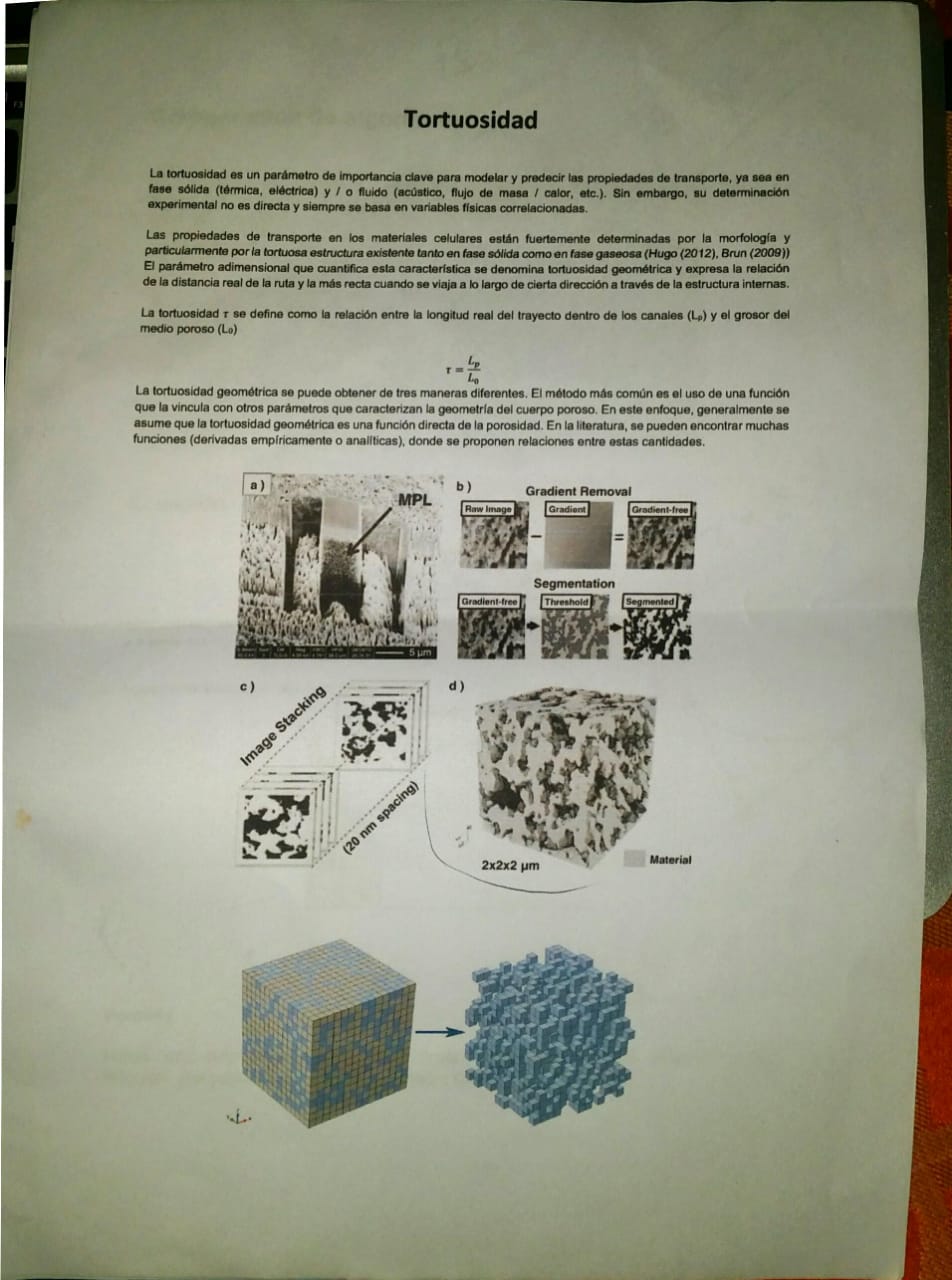 Tortuosidad
La tortuosidad es un parámetro de importancia clave para modelar y predecir las propiedades de transporte, ya sea en
fase sólida (térmica, eléctrica) y / o fluido (acústico, flujo de masa / calor, etc.). Sin embargo, su determinación
experimental no es directa y siempre se basa en variables físicas correlacionadas.
Las propiedades de transporte en los materiales celulares están fuertemente determinadas por la morfología y
particularmente por la tortuosa estructura existente tanto en fase sólida como en fase gaseosa (Hugo (2012), Brun (2009))
El parámetro adimensional que cuantifica esta característica se denomina tortuosidad geométrica y expresa la relación
de la distancia real de la ruta y la más recta cuando se viaja a lo largo de cierta dirección a través de la estructura internas.
La tortuosidad τ se define como la relación entre la longitud real del trayecto dentro de los canales (Lₚ) y el grosor del
medio poroso (L₀)
τ = Lₚ / L₀
La tortuosidad geométrica se puede obtener de tres maneras diferentes. El método más común es el uso de una función
que la vincula con otros parámetros que caracterizan la geometría del cuerpo poroso. En este enfoque, generalmente se
asume que la tortuosidad geométrica es una función directa de la porosidad. En la literatura, se pueden encontrar muchas
funciones (derivadas empíricamente o analíticas), donde se proponen relaciones entre estas cantidades.
a)
MPL
5 µm
b)
Gradient Removal
Raw Image
Gradient
Gradient-free
− =
Segmentation
Gradient-free
Threshold
Segmented
c)
Image Stacking
(20 nm spacing)
d)
2x2x2 µm
Material